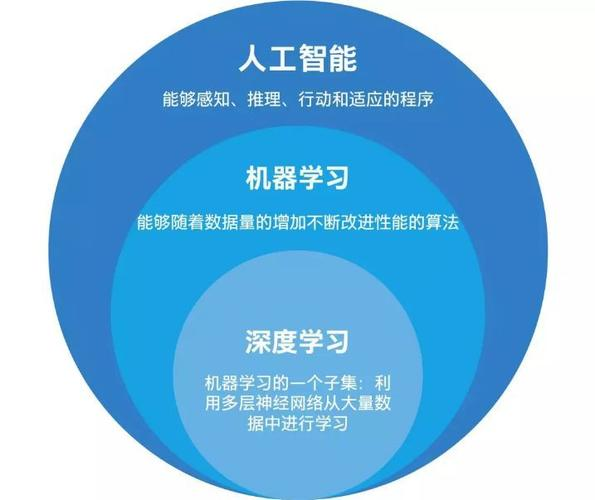 人工智能
能够感知、推理、行动和适应的程序
机器学习
能够随着数据量的增加不断改进性能的算法
深度学习
机器学习的一个子集：利
用多层神经网络从大量数
据中进行学习